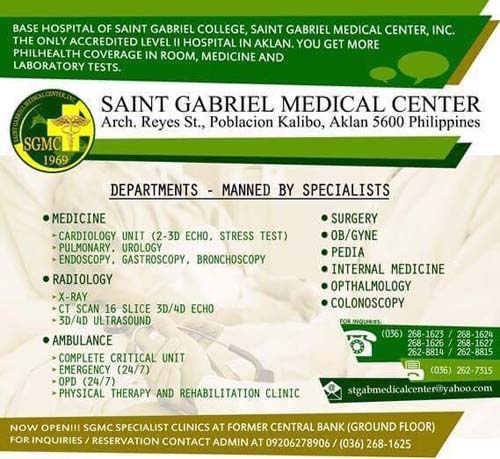 BASE HOSPITAL OF SAINT GABRIEL COLLEGE, SAINT GABRIEL MEDICAL CENTER, INC.
THE ONLY ACCREDITED LEVEL II HOSPITAL IN AKLAN. YOU GET MORE
PHILHEALTH COVERAGE IN ROOM, MEDICINE AND
LABORATORY TESTS.
SAINT GABRIEL MEDICAL CENTER, INC
SGMC
1969
SAINT GABRIEL MEDICAL CENTER
Arch. Reyes St., Poblacion Kalibo, Aklan 5600 Philippines
DEPARTMENTS - MANNED BY SPECIALISTS
MEDICINE
CARDIOLOGY UNIT (2-3D ECHO, STRESS TEST)
PULMONARY, UROLOGY
ENDOSCOPY, GASTROSCOPY, BRONCHOSCOPY
RADIOLOGY
X-RAY
CT SCAN 16 SLICE 3D/4D ECHO
3D/4D ULTRASOUND
AMBULANCE
COMPLETE CRITICAL UNIT
EMERGENCY (24/7)
OPD (24/7)
PHYSICAL THERAPY AND REHABILITATION CLINIC
SURGERY
OB/GYNE
PEDIA
INTERNAL MEDICINE
OPTHALMOLOGY
COLONOSCOPY
FOR INQUIRIES:
(036) 268-1623 / 268-1624
268-1626 / 268-1627
262-8814 / 262-8815
(036) 262-7315
stgabmedicalcenter@yahoo.com
NOW OPEN!!! SGMC SPECIALIST CLINICS AT FORMER CENTRAL BANK (GROUND FLOOR)
FOR INQUIRIES / RESERVATION CONTACT ADMIN AT 09206278906 / (036) 268-1625